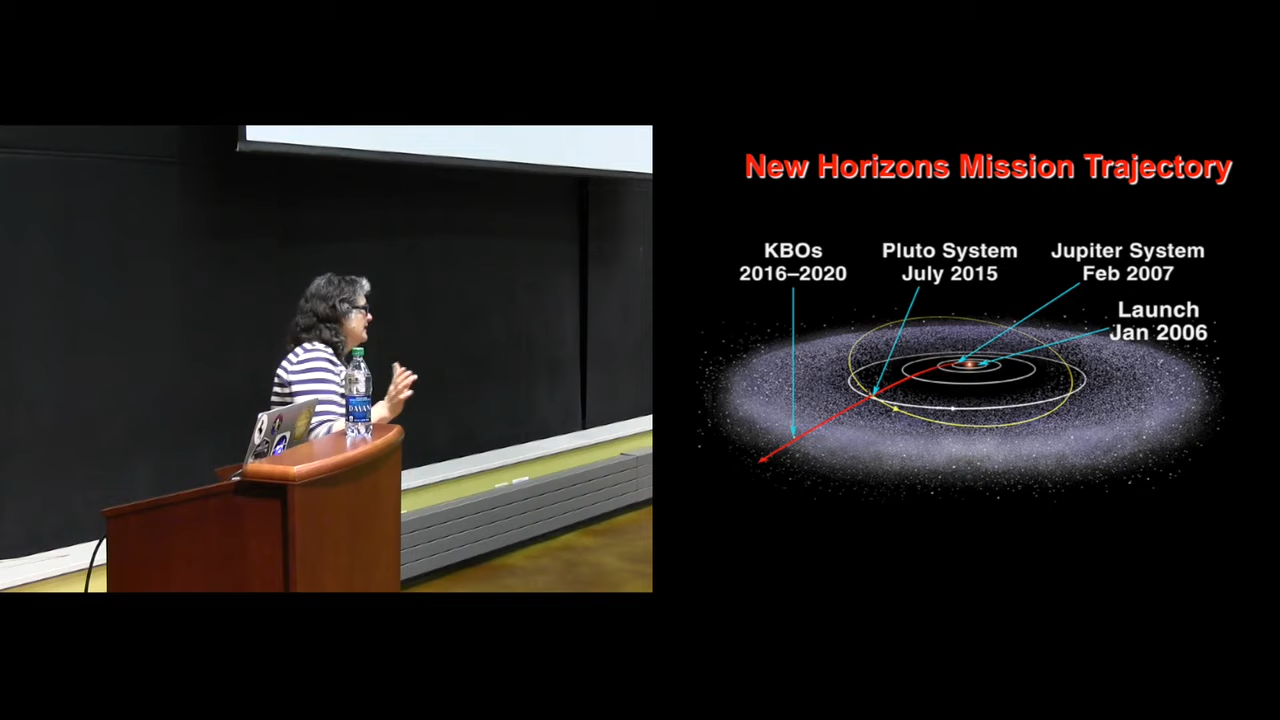 New Horizons Mission Trajectory
KBOs
2016–2020
Pluto System
July 2015
Jupiter System
Feb 2007
Launch
Jan 2006
DASANI